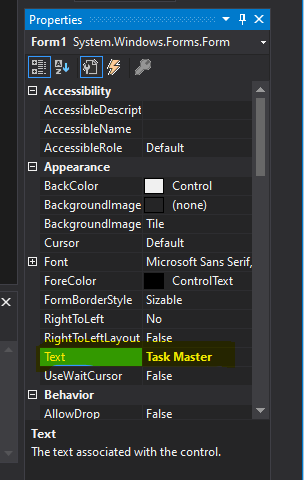 Properties
Form1 System.Windows.Forms.Form
Accessibility
AccessibleDescript
AccessibleName
AccessibleRole Default
Appearance
BackColor Control
BackgroundImage (none)
BackgroundImage Tile
Cursor Default
Font Microsoft Sans Serif,
ForeColor ControlText
FormBorderStyle Sizable
RightToLeft No
RightToLeftLayout False
Text Task Master
UseWaitCursor False
Behavior
AllowDrop False
Text
The text associated with the control.